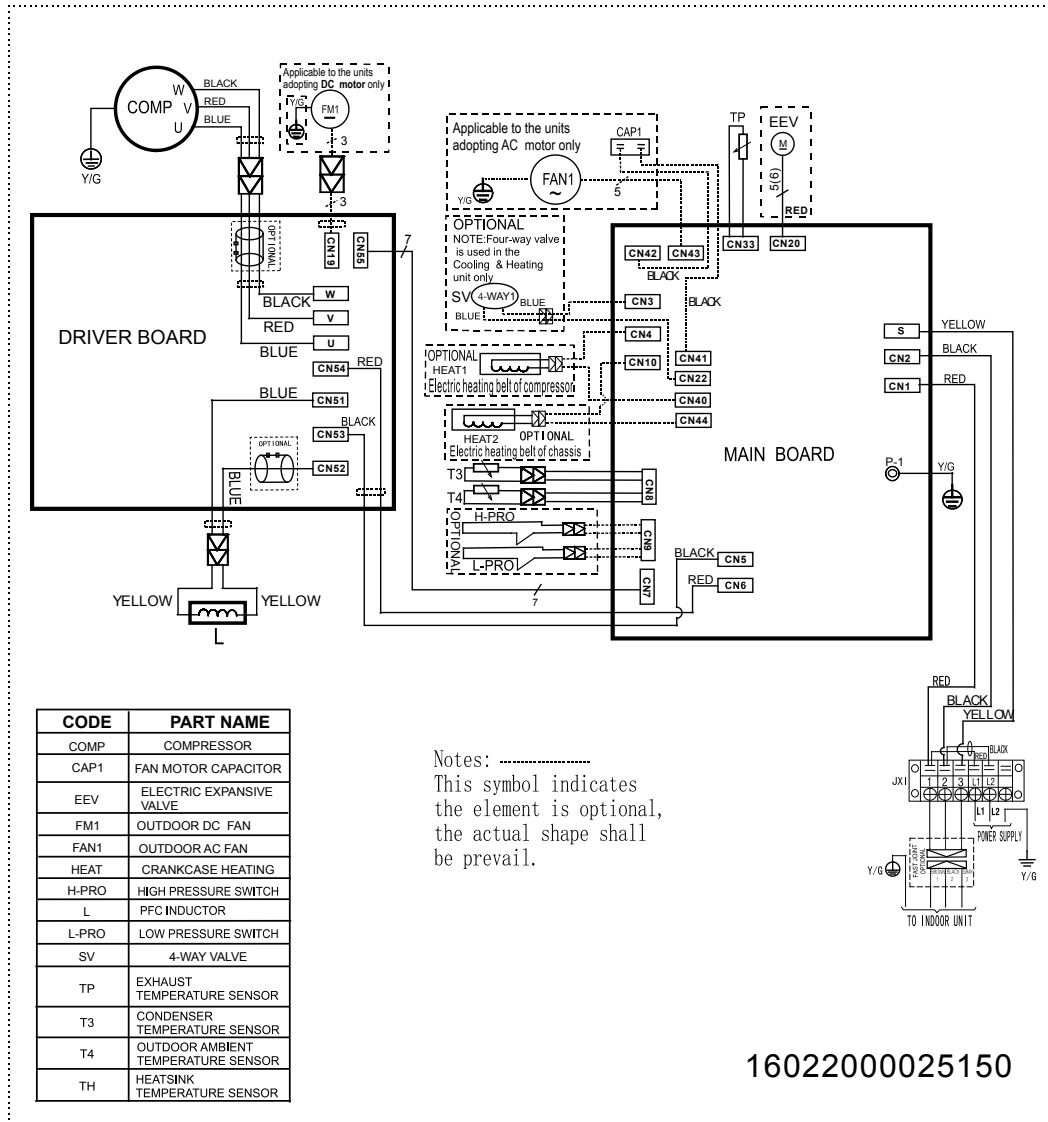 COMP
W
V
U
BLACK
RED
BLUE
Y/G
Applicable to the units
adopting DC motor only
Y/G
FM1
3
3
DRIVER BOARD
OPTIONAL
CN19
CN55
7
BLACK
W
RED
V
BLUE
U
CN54
RED
BLUE
CN51
BLACK
CN53
OPTIONAL
CN52
BLUE
YELLOW
YELLOW
L
Applicable to the units
adopting AC motor only
CAP1
FAN1
~
Y/G
5
TP
EEV
M
5(6)
RED
OPTIONAL
NOTE:Four-way valve
is used in the
Cooling & Heating
unit only
SV
4-WAY1
BLUE
BLUE
OPTIONAL
HEAT1
Electric heating belt of compressor
HEAT2
OPTIONAL
Electric heating belt of chassis
T3
T4
OPTIONAL
H-PRO
L-PRO
7
CN42
CN43
BLACK
BLACK
CN33
CN20
CN3
CN4
CN10
CN41
CN22
CN40
CN44
CN8
CN9
CN7
BLACK
CN5
RED
CN6
MAIN BOARD
S
YELLOW
CN2
BLACK
CN1
RED
P-1
Y/G
RED
BLACK
YELLOW
BLACK
RED
JX1
1
2
3
L1
L2
L1
L2
POWER SUPPLY
FAST JOINT
OPTIONAL
BROWN
BLACK
GRAY
1
2
3
Y/G
Y/G
TO INDOOR UNIT
CODE PART NAME
COMP COMPRESSOR
CAP1 FAN MOTOR CAPACITOR
EEV ELECTRIC EXPANSIVE
VALVE
FM1 OUTDOOR DC FAN
FAN1 OUTDOOR AC FAN
HEAT CRANKCASE HEATING
H-PRO HIGH PRESSURE SWITCH
L PFC INDUCTOR
L-PRO LOW PRESSURE SWITCH
SV 4-WAY VALVE
TP EXHAUST
TEMPERATURE SENSOR
T3 CONDENSER
TEMPERATURE SENSOR
T4 OUTDOOR AMBIENT
TEMPERATURE SENSOR
TH HEATSINK
TEMPERATURE SENSOR
Notes:
This symbol indicates
the element is optional,
the actual shape shall
be prevail.
16022000025150